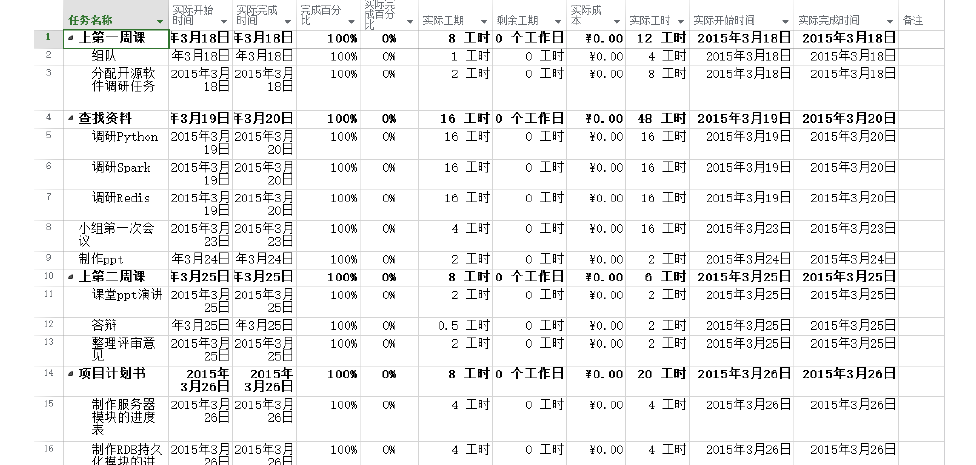 任务名称 实际开始时间 实际完成时间 完成百分比 实际完成百分比 实际工期 剩余工期 实际成本 实际工时 实际开始时间 实际完成时间 备注
1 上第一周课 年3月18日 年3月18日 100% 0% 8 工时 0 个工作日 ¥0.00 12 工时 2015年3月18日 2015年3月18日
2 组队 年3月18日 年3月18日 100% 0% 1 工时 0 工时 ¥0.00 4 工时 2015年3月18日 2015年3月18日
3 分配开源软件调研任务 2015年3月18日 2015年3月18日 100% 0% 2 工时 0 工时 ¥0.00 8 工时 2015年3月18日 2015年3月18日
4 查找资料 年3月19日 年3月20日 100% 0% 16 工时 0 个工作日 ¥0.00 48 工时 2015年3月19日 2015年3月20日
5 调研Python 2015年3月19日 2015年3月20日 100% 0% 16 工时 0 工时 ¥0.00 16 工时 2015年3月19日 2015年3月20日
6 调研Spark 2015年3月19日 2015年3月20日 100% 0% 16 工时 0 工时 ¥0.00 16 工时 2015年3月19日 2015年3月20日
7 调研Redis 2015年3月19日 2015年3月20日 100% 0% 16 工时 0 工时 ¥0.00 16 工时 2015年3月19日 2015年3月20日
8 小组第一次会议 2015年3月23日 2015年3月23日 100% 0% 4 工时 0 工时 ¥0.00 16 工时 2015年3月23日 2015年3月23日
9 制作ppt 年3月24日 年3月24日 100% 0% 2 工时 0 工时 ¥0.00 2 工时 2015年3月24日 2015年3月24日
10 上第二周课 年3月25日 年3月25日 100% 0% 8 工时 0 个工作日 ¥0.00 6 工时 2015年3月25日 2015年3月25日
11 课堂ppt演讲 2015年3月25日 2015年3月25日 100% 0% 2 工时 0 工时 ¥0.00 2 工时 2015年3月25日 2015年3月25日
12 答辩 年3月25日 年3月25日 100% 0% 0.5 工时 0 工时 ¥0.00 2 工时 2015年3月25日 2015年3月25日
13 整理评审意见 2015年3月25日 2015年3月25日 100% 0% 2 工时 0 工时 ¥0.00 2 工时 2015年3月25日 2015年3月25日
14 项目计划书 2015年3月26日 2015年3月26日 100% 0% 8 工时 0 个工作日 ¥0.00 20 工时 2015年3月26日 2015年3月26日
15 制作服务器模块的进度表 2015年3月26日 2015年3月26日 100% 0% 4 工时 0 工时 ¥0.00 4 工时 2015年3月26日 2015年3月26日
16 制作RDB持久化模块的进 2015年3月26日 2015年3月26日 100% 0% 4 工时 0 工时 ¥0.00 4 工时 2015年3月26日 2015年3月26日